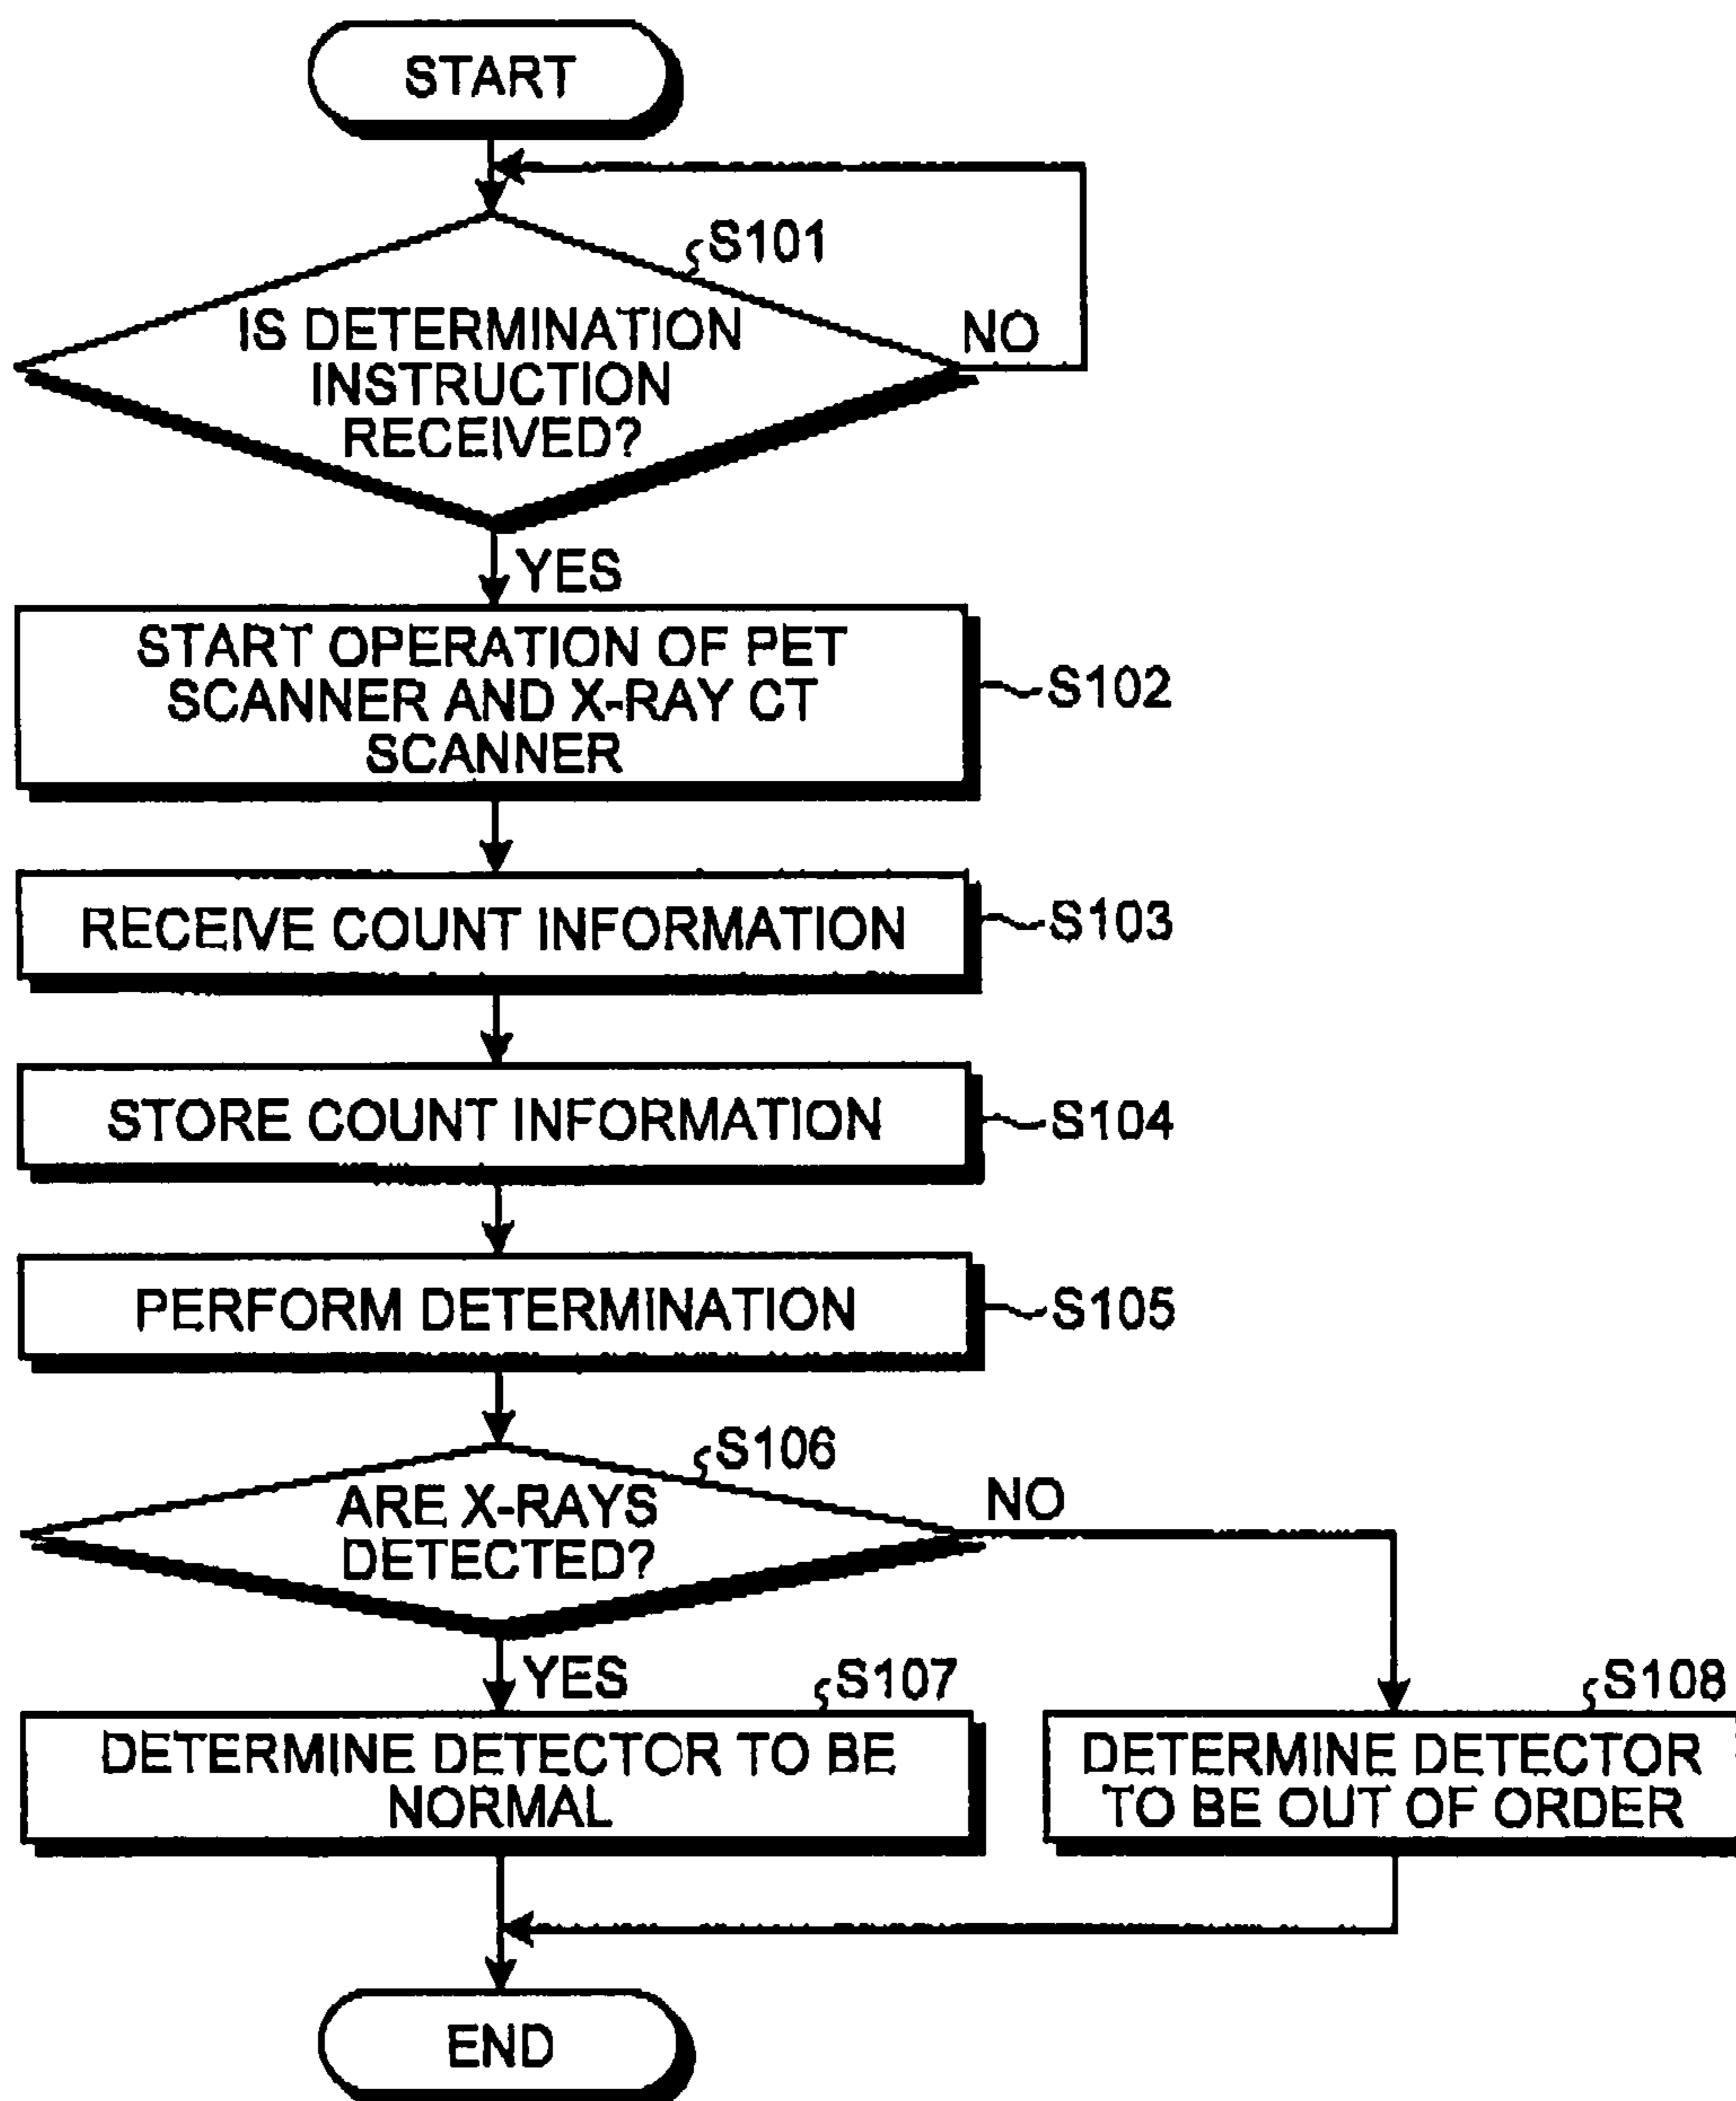 START
S101
IS DETERMINATION
INSTRUCTION
RECEIVED?
NO
YES
START OPERATION OF PET
SCANNER AND X-RAY CT
SCANNER
S102
RECEIVE COUNT INFORMATION
S103
STORE COUNT INFORMATION
S104
PERFORM DETERMINATION
S105
S106
ARE X-RAYS
DETECTED?
NO
YES
S107
DETERMINE DETECTOR TO BE
NORMAL
S108
DETERMINE DETECTOR
TO BE OUT OF ORDER
END